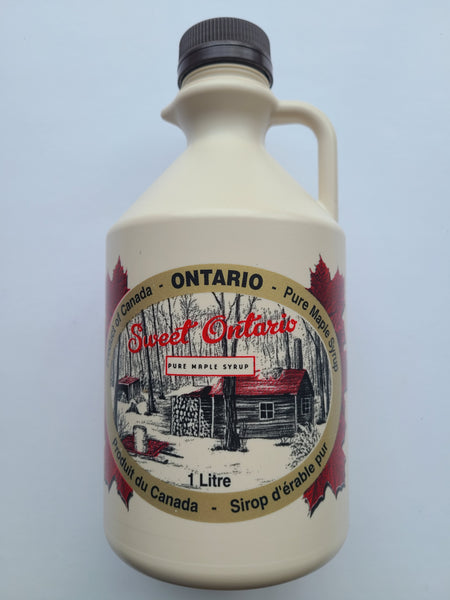 of Canada - ONTARIO - Pure Maple Syrup
Sweet Ontario
PURE MAPLE SYRUP
1 Litre
Produit du Canada - Sirop d'érable pur